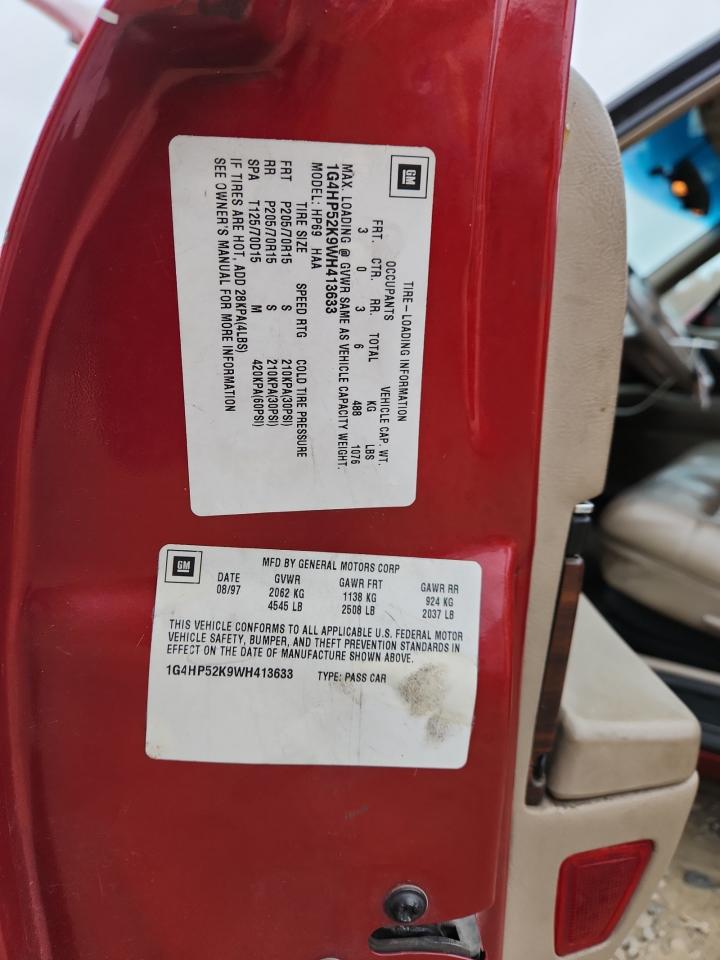 GM
TIRE-LOADING INFORMATION
OCCUPANTS VEHICLE CAP. WT.
FRT. CTR. RR. TOTAL KG LBS
3 0 3 6 488 1076
MAX. LOADING @ GVWR SAME AS VEHICLE CAPACITY WEIGHT.
1G4HP52K9WH413633
MODEL: HP69 HAA
TIRE SIZE SPEED RTG COLD TIRE PRESSURE
FRT P205/70R15 S 210KPA(30PSI)
RR P205/70R15 S 210KPA(30PSI)
SPA T125/70D15 M 420KPA(60PSI)
IF TIRES ARE HOT, ADD 28KPA(4LBS)
SEE OWNER'S MANUAL FOR MORE INFORMATION
GM
MFD BY GENERAL MOTORS CORP
DATE GVWR GAWR FRT GAWR RR
08/97 2062 KG 1138 KG 924 KG
4545 LB 2508 LB 2037 LB
THIS VEHICLE CONFORMS TO ALL APPLICABLE U.S. FEDERAL MOTOR
VEHICLE SAFETY, BUMPER, AND THEFT PREVENTION STANDARDS IN
EFFECT ON THE DATE OF MANUFACTURE SHOWN ABOVE.
1G4HP52K9WH413633 TYPE: PASS CAR